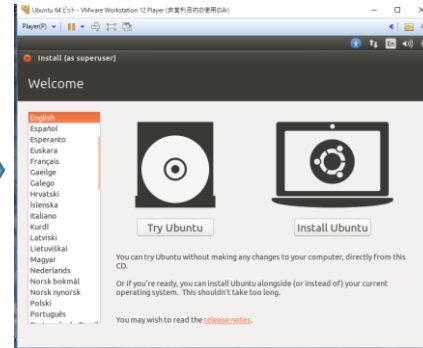 Ubuntu 64 ビット - VMware Workstation 12 Player (非営利目的の使用のみ)
Player(P)
En
Install (as superuser)
Welcome
English
Español
Esperanto
Euskara
Français
Gaeilge
Galego
Hrvatski
Íslenska
Italiano
Kurdî
Latviski
Lietuviškai
Magyar
Nederlands
Norsk bokmål
Norsk nynorsk
Polski
Português
Try Ubuntu
Install Ubuntu
You can try Ubuntu without making any changes to your computer, directly from this
CD.
Or if you're ready, you can install Ubuntu alongside (or instead of) your current
operating system. This shouldn't take too long.
You may wish to read the release notes.